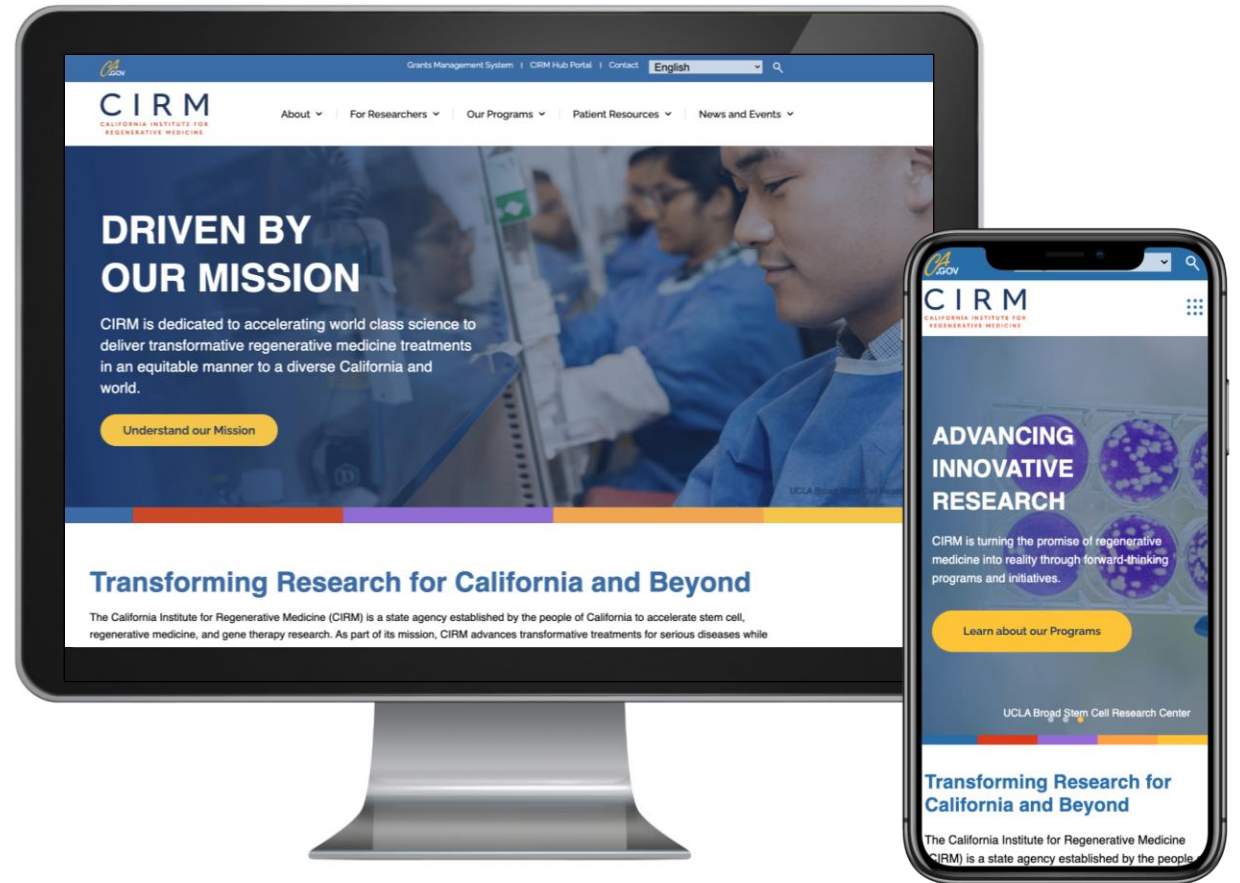 CA.GOV
Grants Management System | CIRM Hub Portal | Contact English
CIRM
CALIFORNIA INSTITUTE FOR
REGENERATIVE MEDICINE
About For Researchers Our Programs Patient Resources News and Events
DRIVEN BY
OUR MISSION
CIRM is dedicated to accelerating world class science to
deliver transformative regenerative medicine treatments
in an equitable manner to a diverse California and
world.
Understand our Mission
UCLA Broad Stem Cell
Transforming Research for California and Beyond
The California Institute for Regenerative Medicine (CIRM) is a state agency established by the people of California to accelerate stem cell,
regenerative medicine, and gene therapy research. As part of its mission, CIRM advances transformative treatments for serious diseases while
CA.GOV
CIRM
CALIFORNIA INSTITUTE FOR
REGENERATIVE MEDICINE
ADVANCING
INNOVATIVE
RESEARCH
CIRM is turning the promise of regenerative
medicine into reality through forward-thinking
programs and initiatives.
Learn about our Programs
UCLA Broad Stem Cell Research Center
Transforming Research for
California and Beyond
The California Institute for Regenerative Medicine
(CIRM) is a state agency established by the people